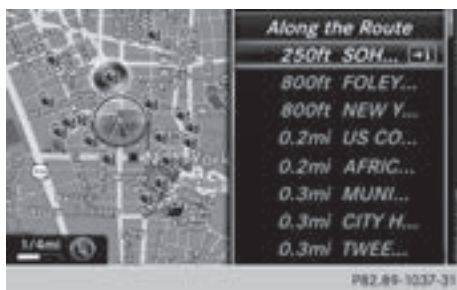 Along the Route
250ft SOH...
800ft FOLEY...
800ft NEW Y...
0.2mi US CO...
0.2mi AFRIC...
0.3mi MUNI...
0.3mi CITY H...
0.3mi TWEE...
1/4mi
P82.89-1037-31